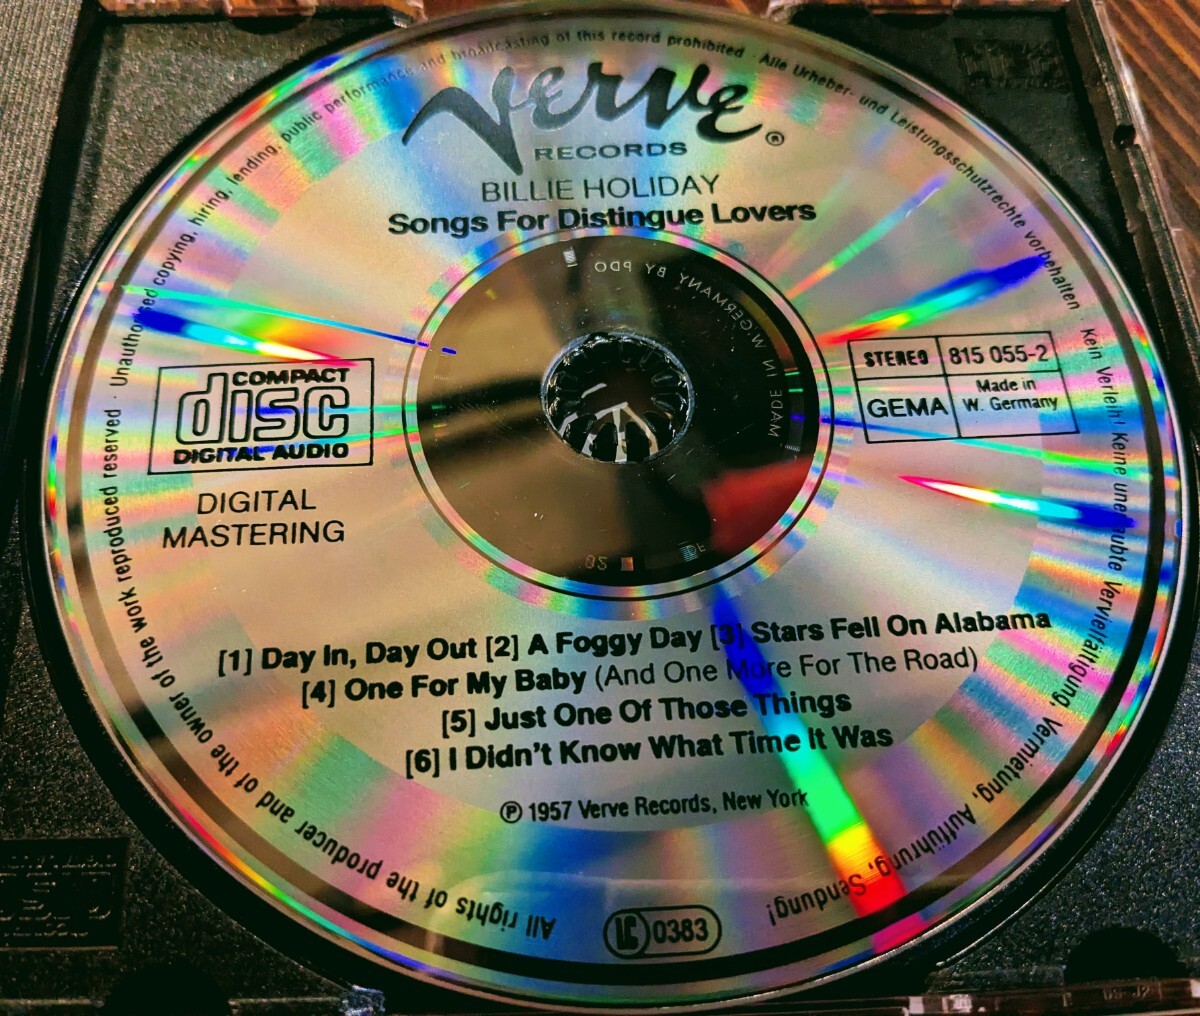 Verve®
RECORDS
BILLIE HOLIDAY
Songs For Distingue Lovers
COMPACT
disc
DIGITAL AUDIO
DIGITAL
MASTERING
STEREO 815 055-2
GEMA Made in
W. Germany
MADE IN W. GERMANY BY PDO
[1] Day In, Day Out [2] A Foggy Day [3] Stars Fell On Alabama
[4] One For My Baby (And One More For The Road)
[5] Just One Of Those Things
[6] I Didn't Know What Time It Was
℗ 1957 Verve Records, New York
LC 0383
All rights of the producer and of the owner of the work reproduced reserved · Unauthorised copying, hiring, lending, public performance and broadcasting of this record prohibited · Alle Urheber- und Leistungsschutzrechte vorbehalten · Kein Verleih! Keine unerlaubte Vervielfältigung, Vermietung, Aufführung, Sendung!